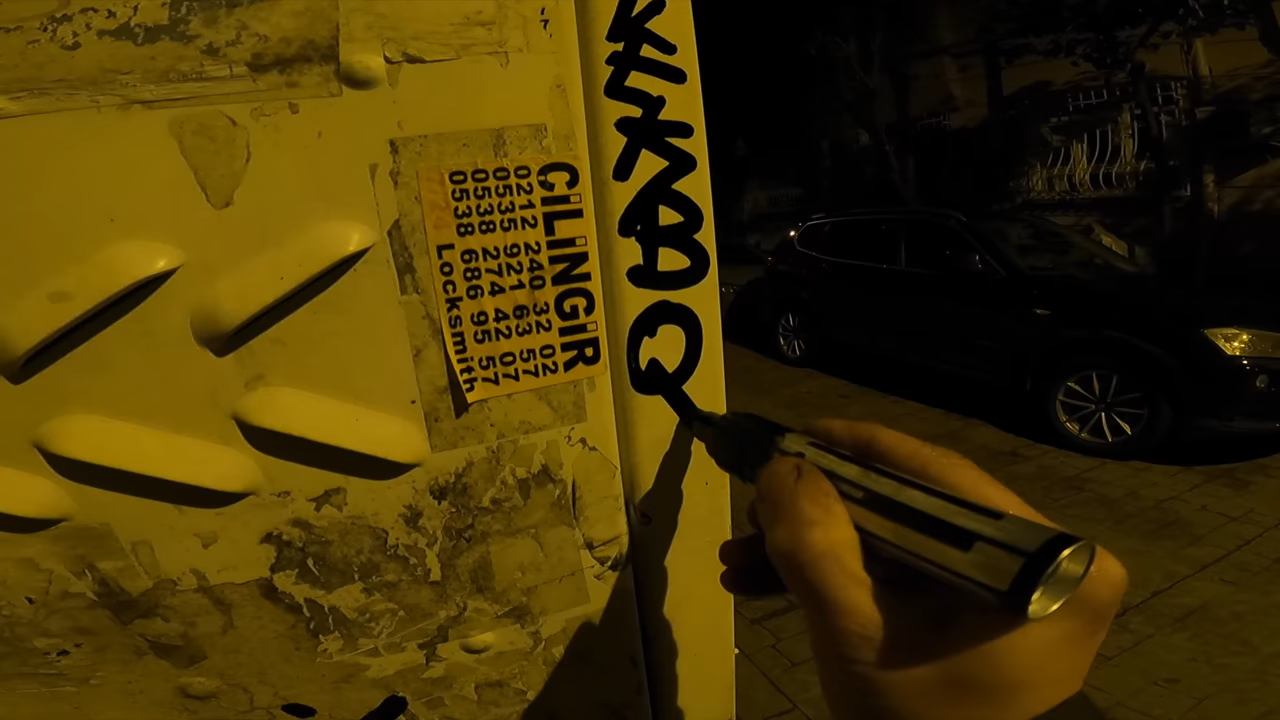 CİLİNGİR
0212 240 32 02
0535 921 63 57
0538 274 42 07
0538 686 95 57
Locksmith